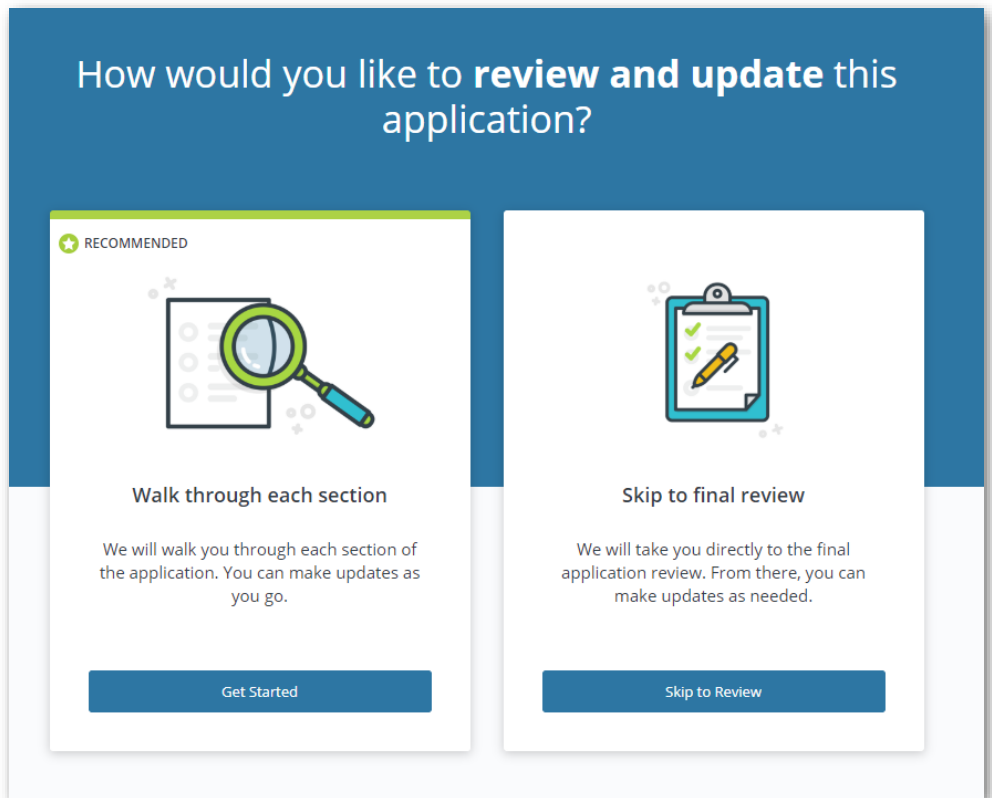 How would you like to review and update this
application?
RECOMMENDED
Walk through each section
We will walk you through each section of
the application. You can make updates as
you go.
Get Started
Skip to final review
We will take you directly to the final
application review. From there, you can
make updates as needed.
Skip to Review